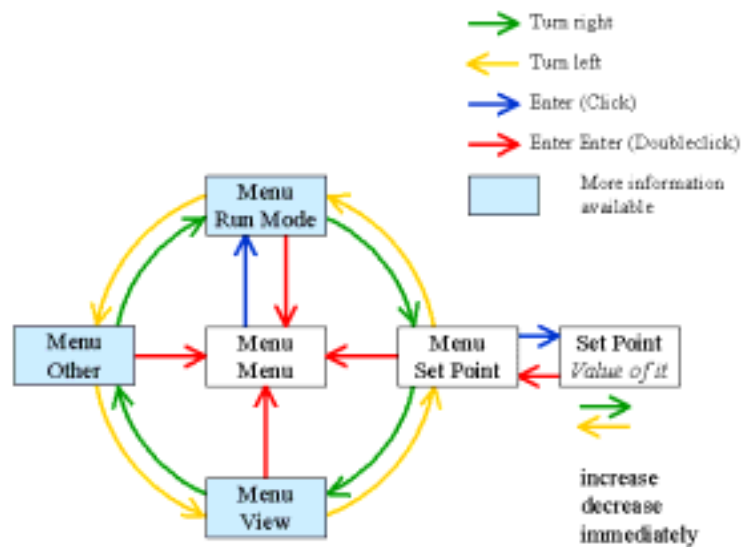 Turn right
Turn left
Enter (Click)
Enter Enter (Doubleclick)
More information
available
Menu
Run Mode
Menu
Other
Menu
Menu
Menu
Set Point
Set Point
Value of it
Menu
View
increase
decrease
immediately